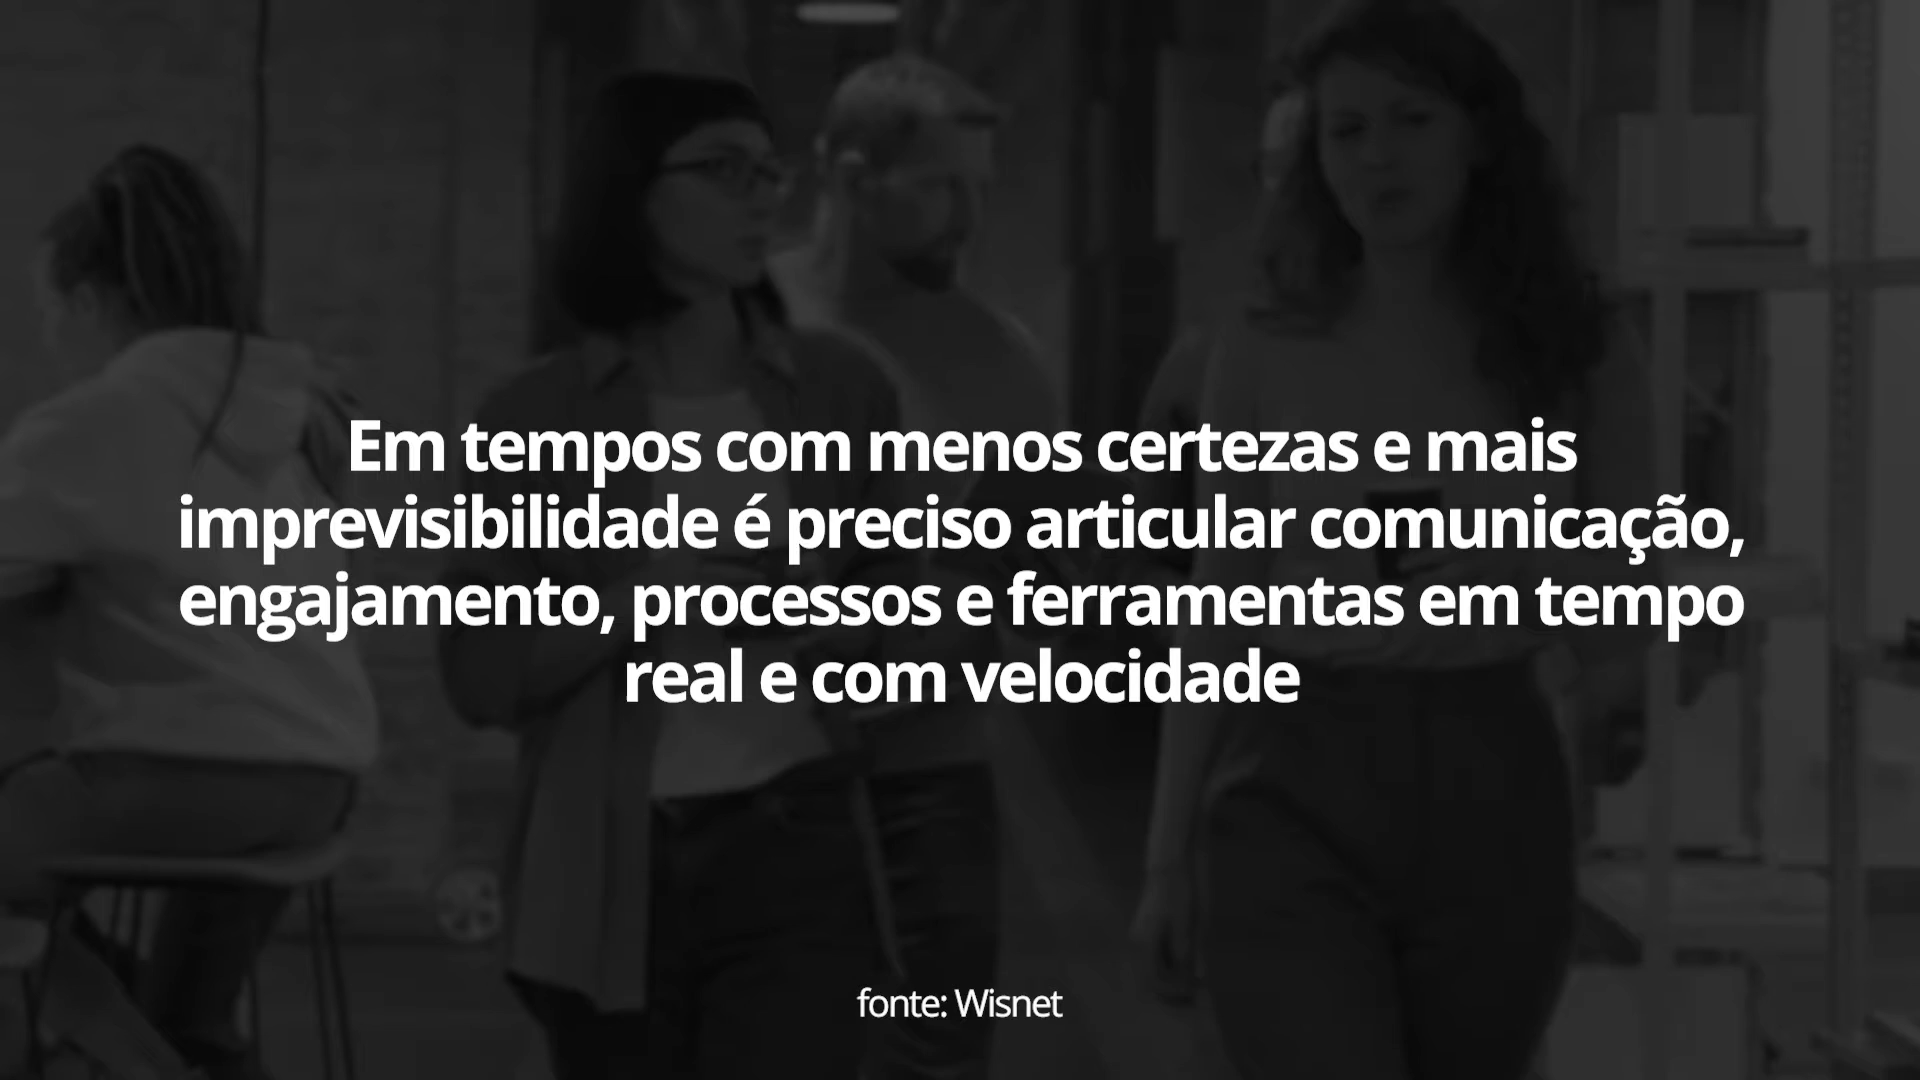 Em tempos com menos certezas e mais
imprevisibilidade é preciso articular comunicação,
engajamento, processos e ferramentas em tempo
real e com velocidade
fonte: Wisnet